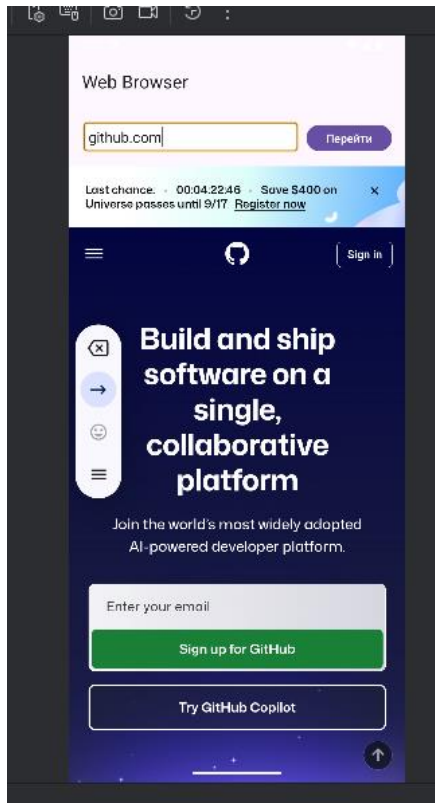 Web Browser
github.com
Перейти
Last chance. · 00:04:22:46 · Save $400 on
Universe passes until 9/17 Register now
Sign in
Build and ship
software on a
single,
collaborative
platform
Join the world's most widely adopted
AI-powered developer platform.
Enter your email
Sign up for GitHub
Try GitHub Copilot